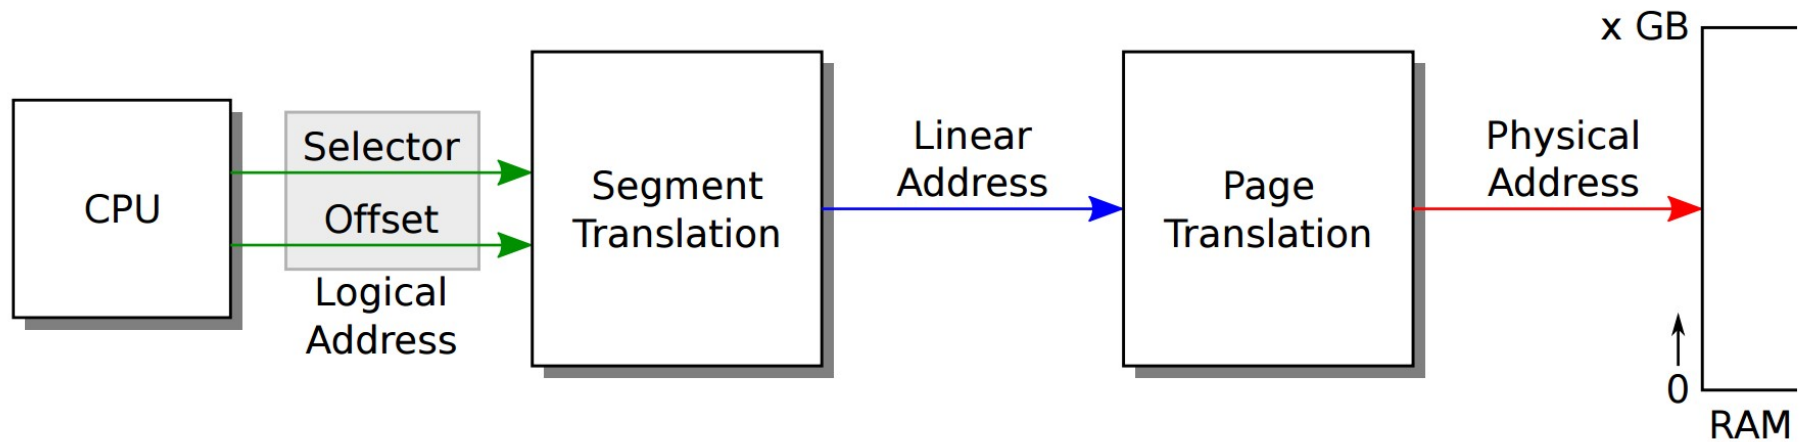 CPU
Selector
Offset
Logical
Address
Segment
Translation
Linear
Address
Page
Translation
Physical
Address
x GB
0
RAM